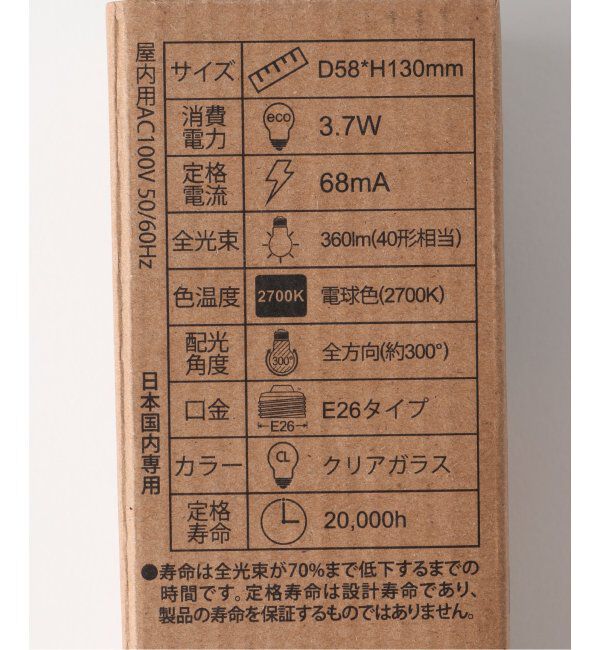 屋内用AC100V 50/60Hz
日本国内専用
サイズ D58*H130mm
消費
電力
eco
3.7W
定格
電流
68mA
全光束 360lm(40形相当)
色温度 2700K 電球色(2700K)
配光
角度
300°
全方向(約300°)
口金 E26 E26タイプ
カラー CL クリアガラス
定格
寿命
20,000h
●寿命は全光束が70%まで低下するまでの
時間です。定格寿命は設計寿命であり、
製品の寿命を保証するものではありません。